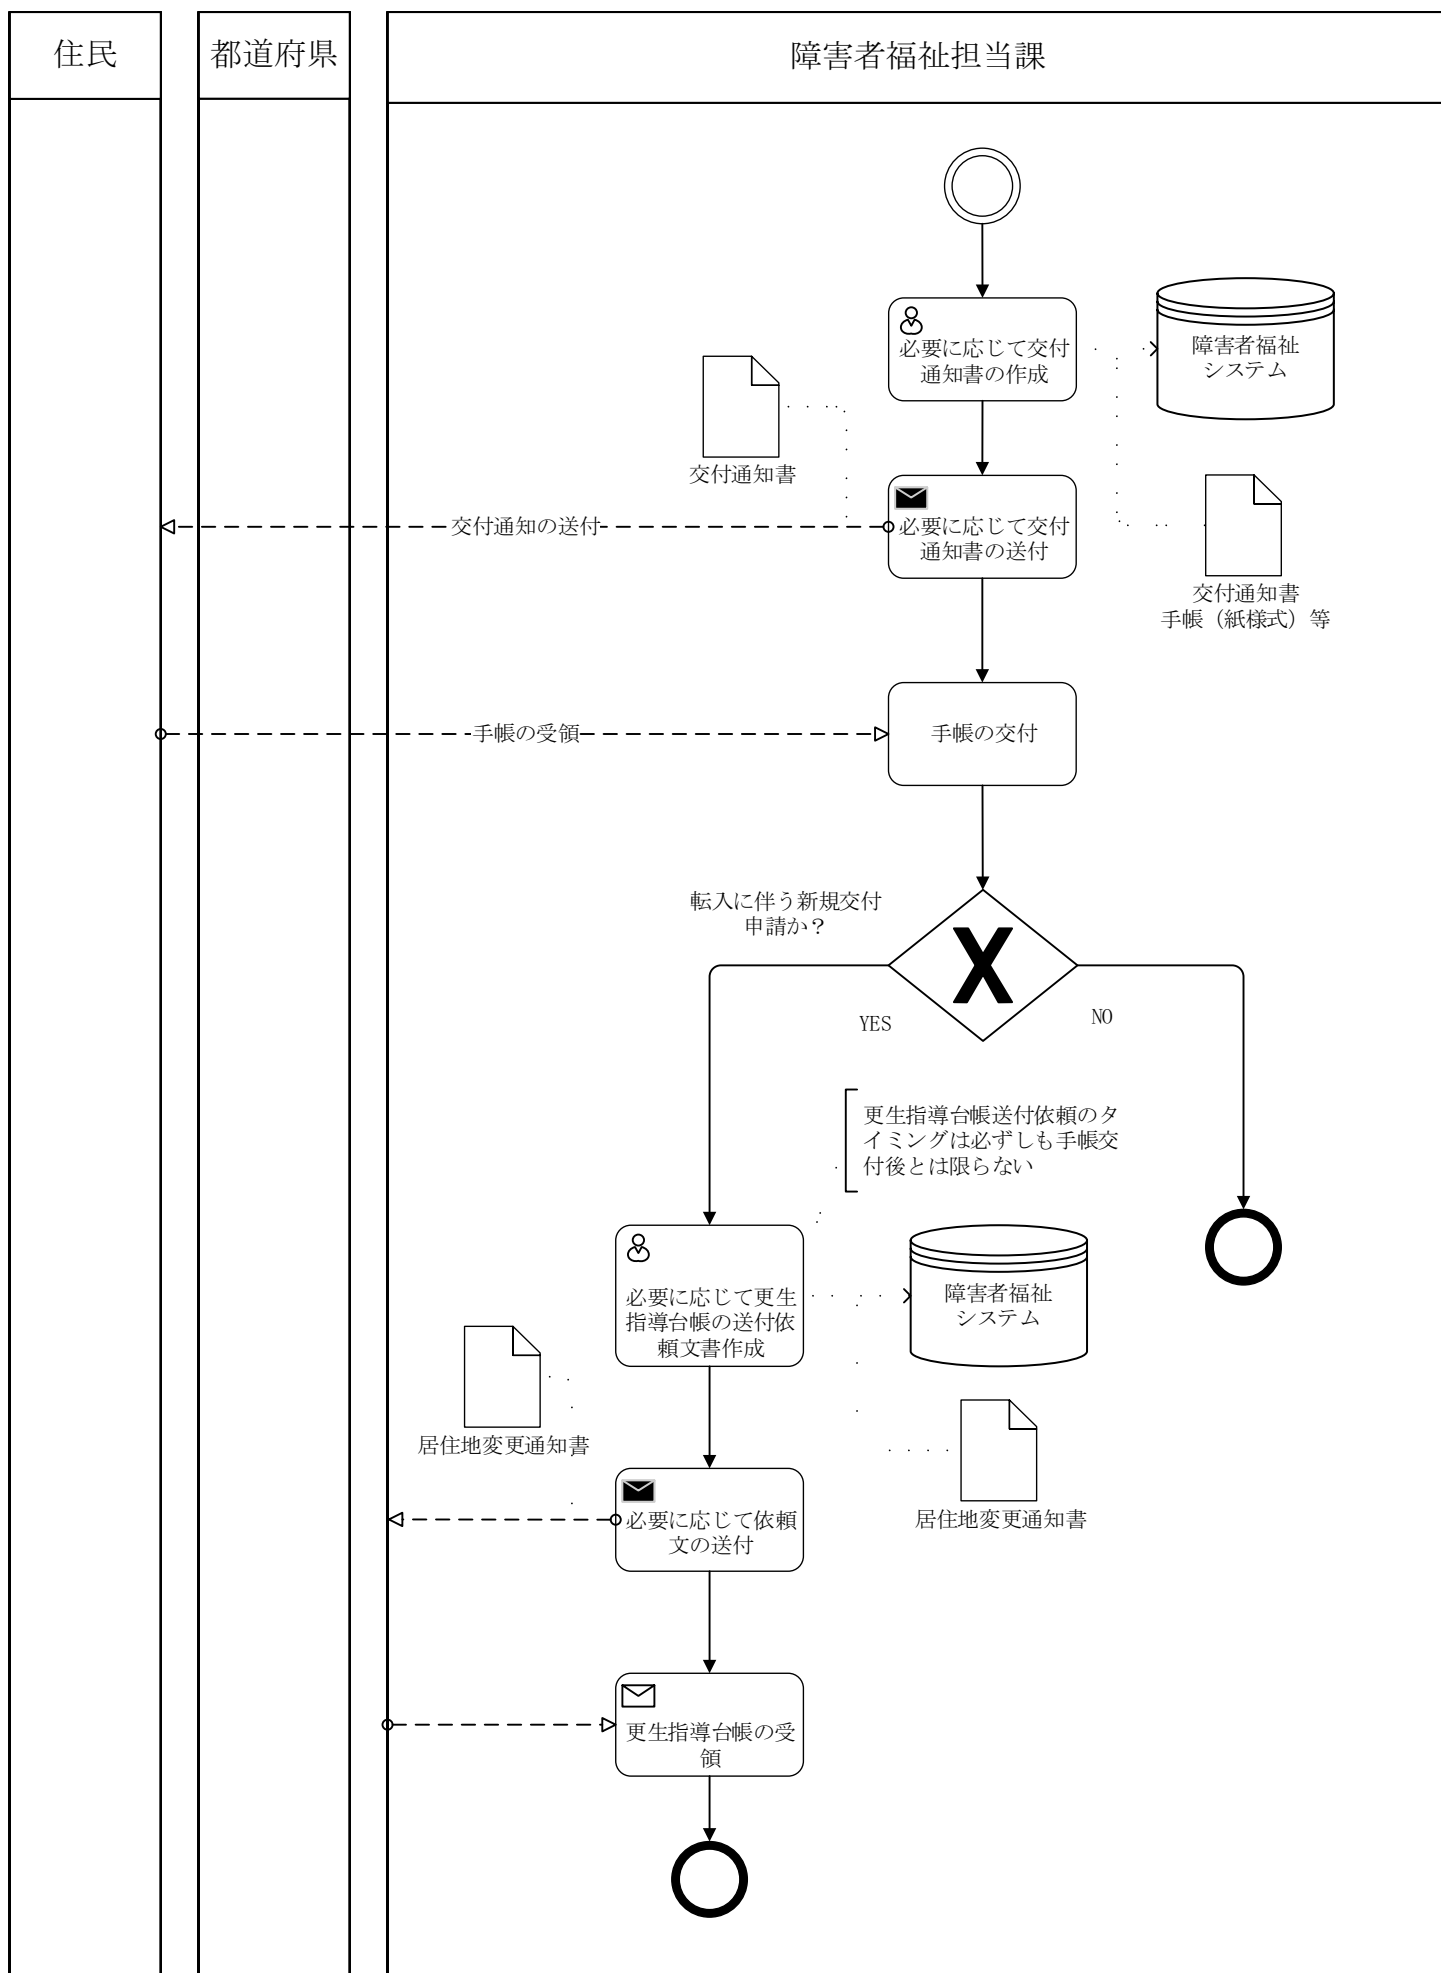 住民
都道府県
障害者福祉担当課
必要に応じて交付
通知書の作成
障害者福祉
システム
交付通知書
交付通知の送付
必要に応じて交付
通知書の送付
交付通知書
手帳（紙様式）等
手帳の受領
手帳の交付
転入に伴う新規交付
申請か？
X
YES
NO
更生指導台帳送付依頼のタ
イミングは必ずしも手帳交
付後とは限らない
必要に応じて更生
指導台帳の送付依
頼文書作成
障害者福祉
システム
居住地変更通知書
必要に応じて依頼
文の送付
居住地変更通知書
更生指導台帳の受
領